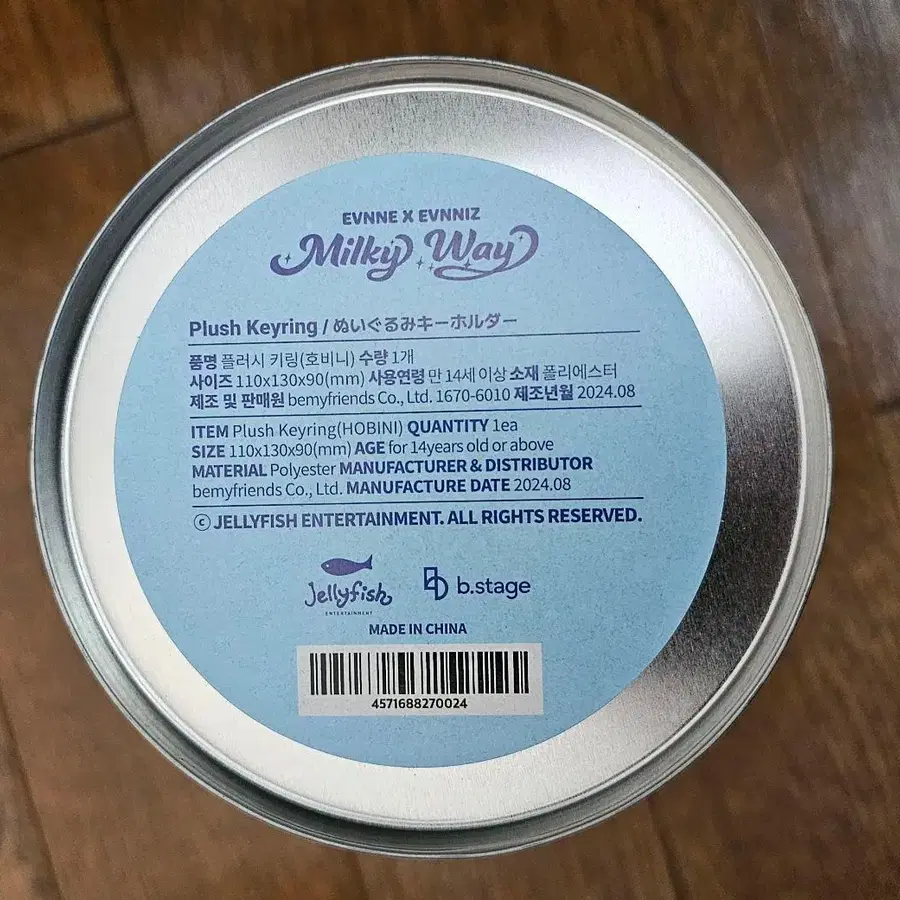 EVNNE X EVNNIZ
Milky Way
Plush Keyring / ぬいぐるみキーホルダー
품명 플러시 키링(호비니) 수량 1개
사이즈 110x130x90(mm) 사용연령 만 14세 이상 소재 폴리에스터
제조 및 판매원 bemyfriends Co., Ltd. 1670-6010 제조년월 2024.08
ITEM Plush Keyring(HOBINI) QUANTITY 1ea
SIZE 110x130x90(mm) AGE for 14years old or above
MATERIAL Polyester MANUFACTURER & DISTRIBUTOR
bemyfriends Co., Ltd. MANUFACTURE DATE 2024.08
ⓒ JELLYFISH ENTERTAINMENT. ALL RIGHTS RESERVED.
Jellyfish
ENTERTAINMENT
b.stage
MADE IN CHINA
4571688270024